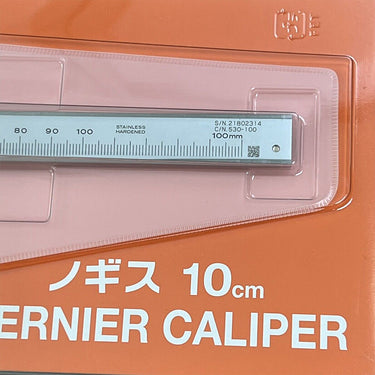 80 90 100
STAINLESS
HARDENED
S/N.21802314
C/N.530-100
100mm
ノギス 10cm
ERNIER CALIPER